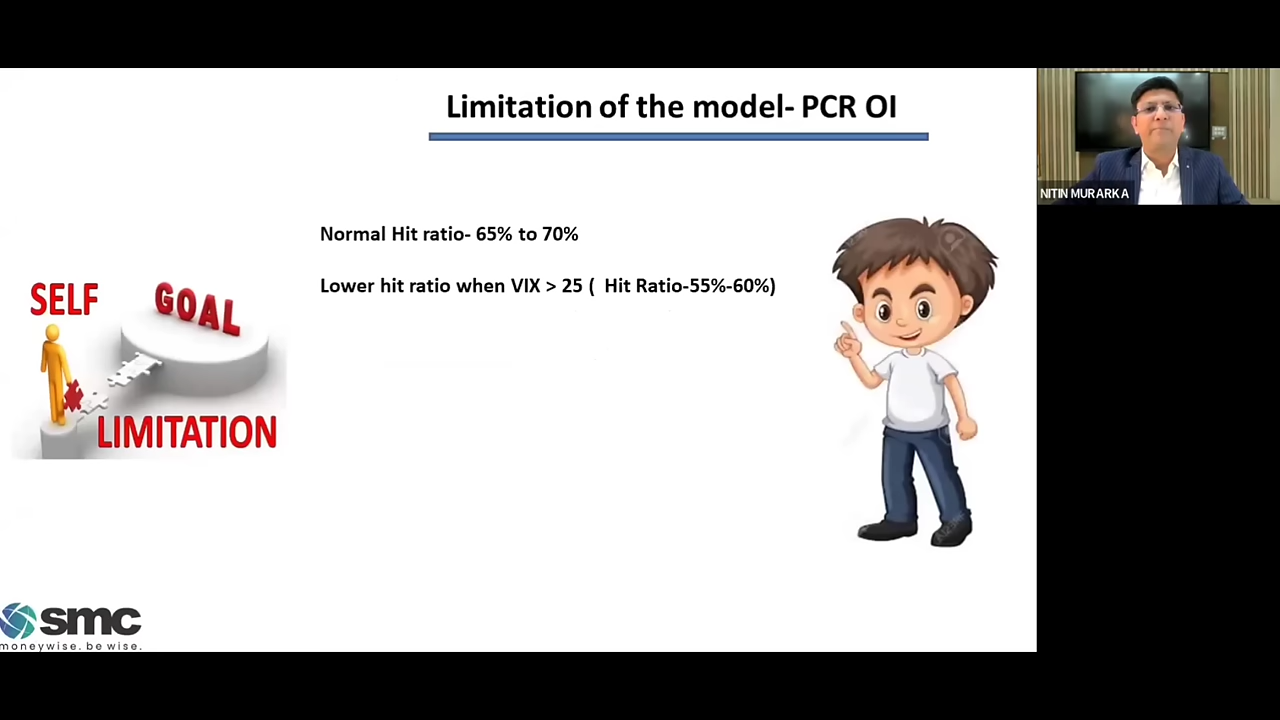 Limitation of the model- PCR OI
NITIN MURARKA
Normal Hit ratio- 65% to 70%
Lower hit ratio when VIX > 25 ( Hit Ratio-55%-60%)
SELF
GOAL
LIMITATION
smc
moneywise. be wise.